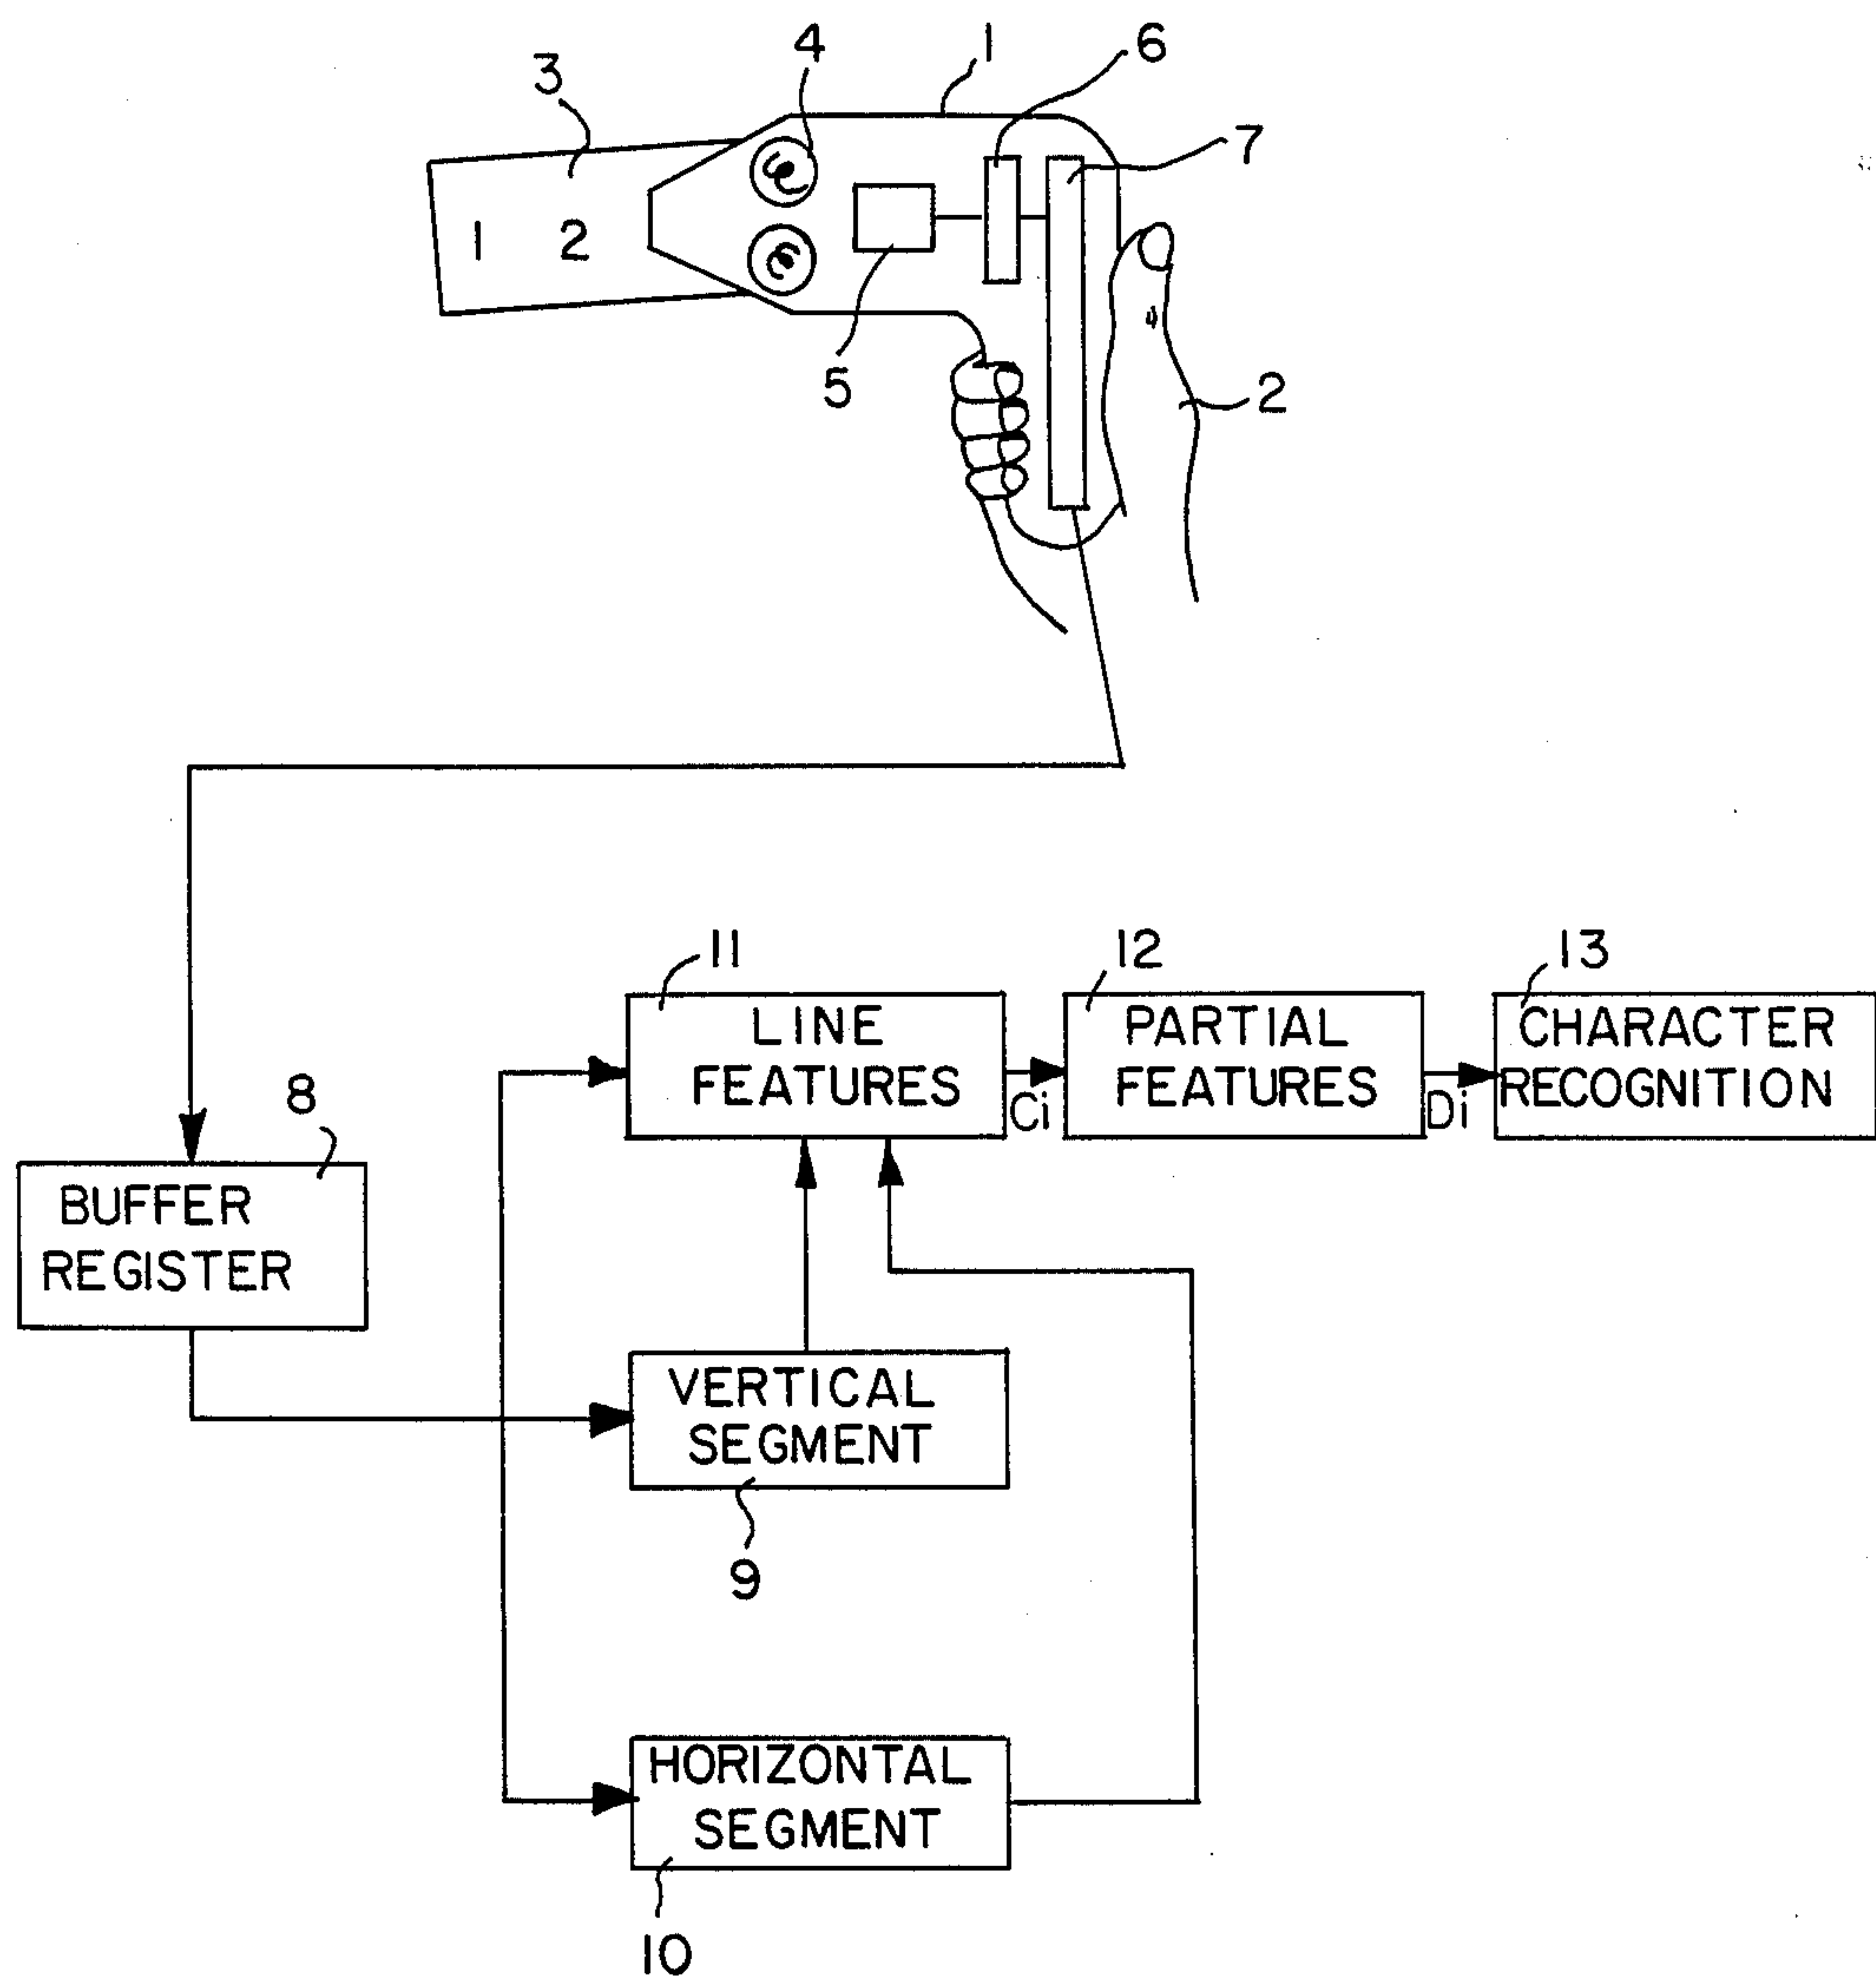 4
1
6
3
7
1 2
5
2
11
12
13
LINE
FEATURES
Ci
PARTIAL
FEATURES
Di
CHARACTER
RECOGNITION
8
BUFFER
REGISTER
VERTICAL
SEGMENT
9
HORIZONTAL
SEGMENT
10